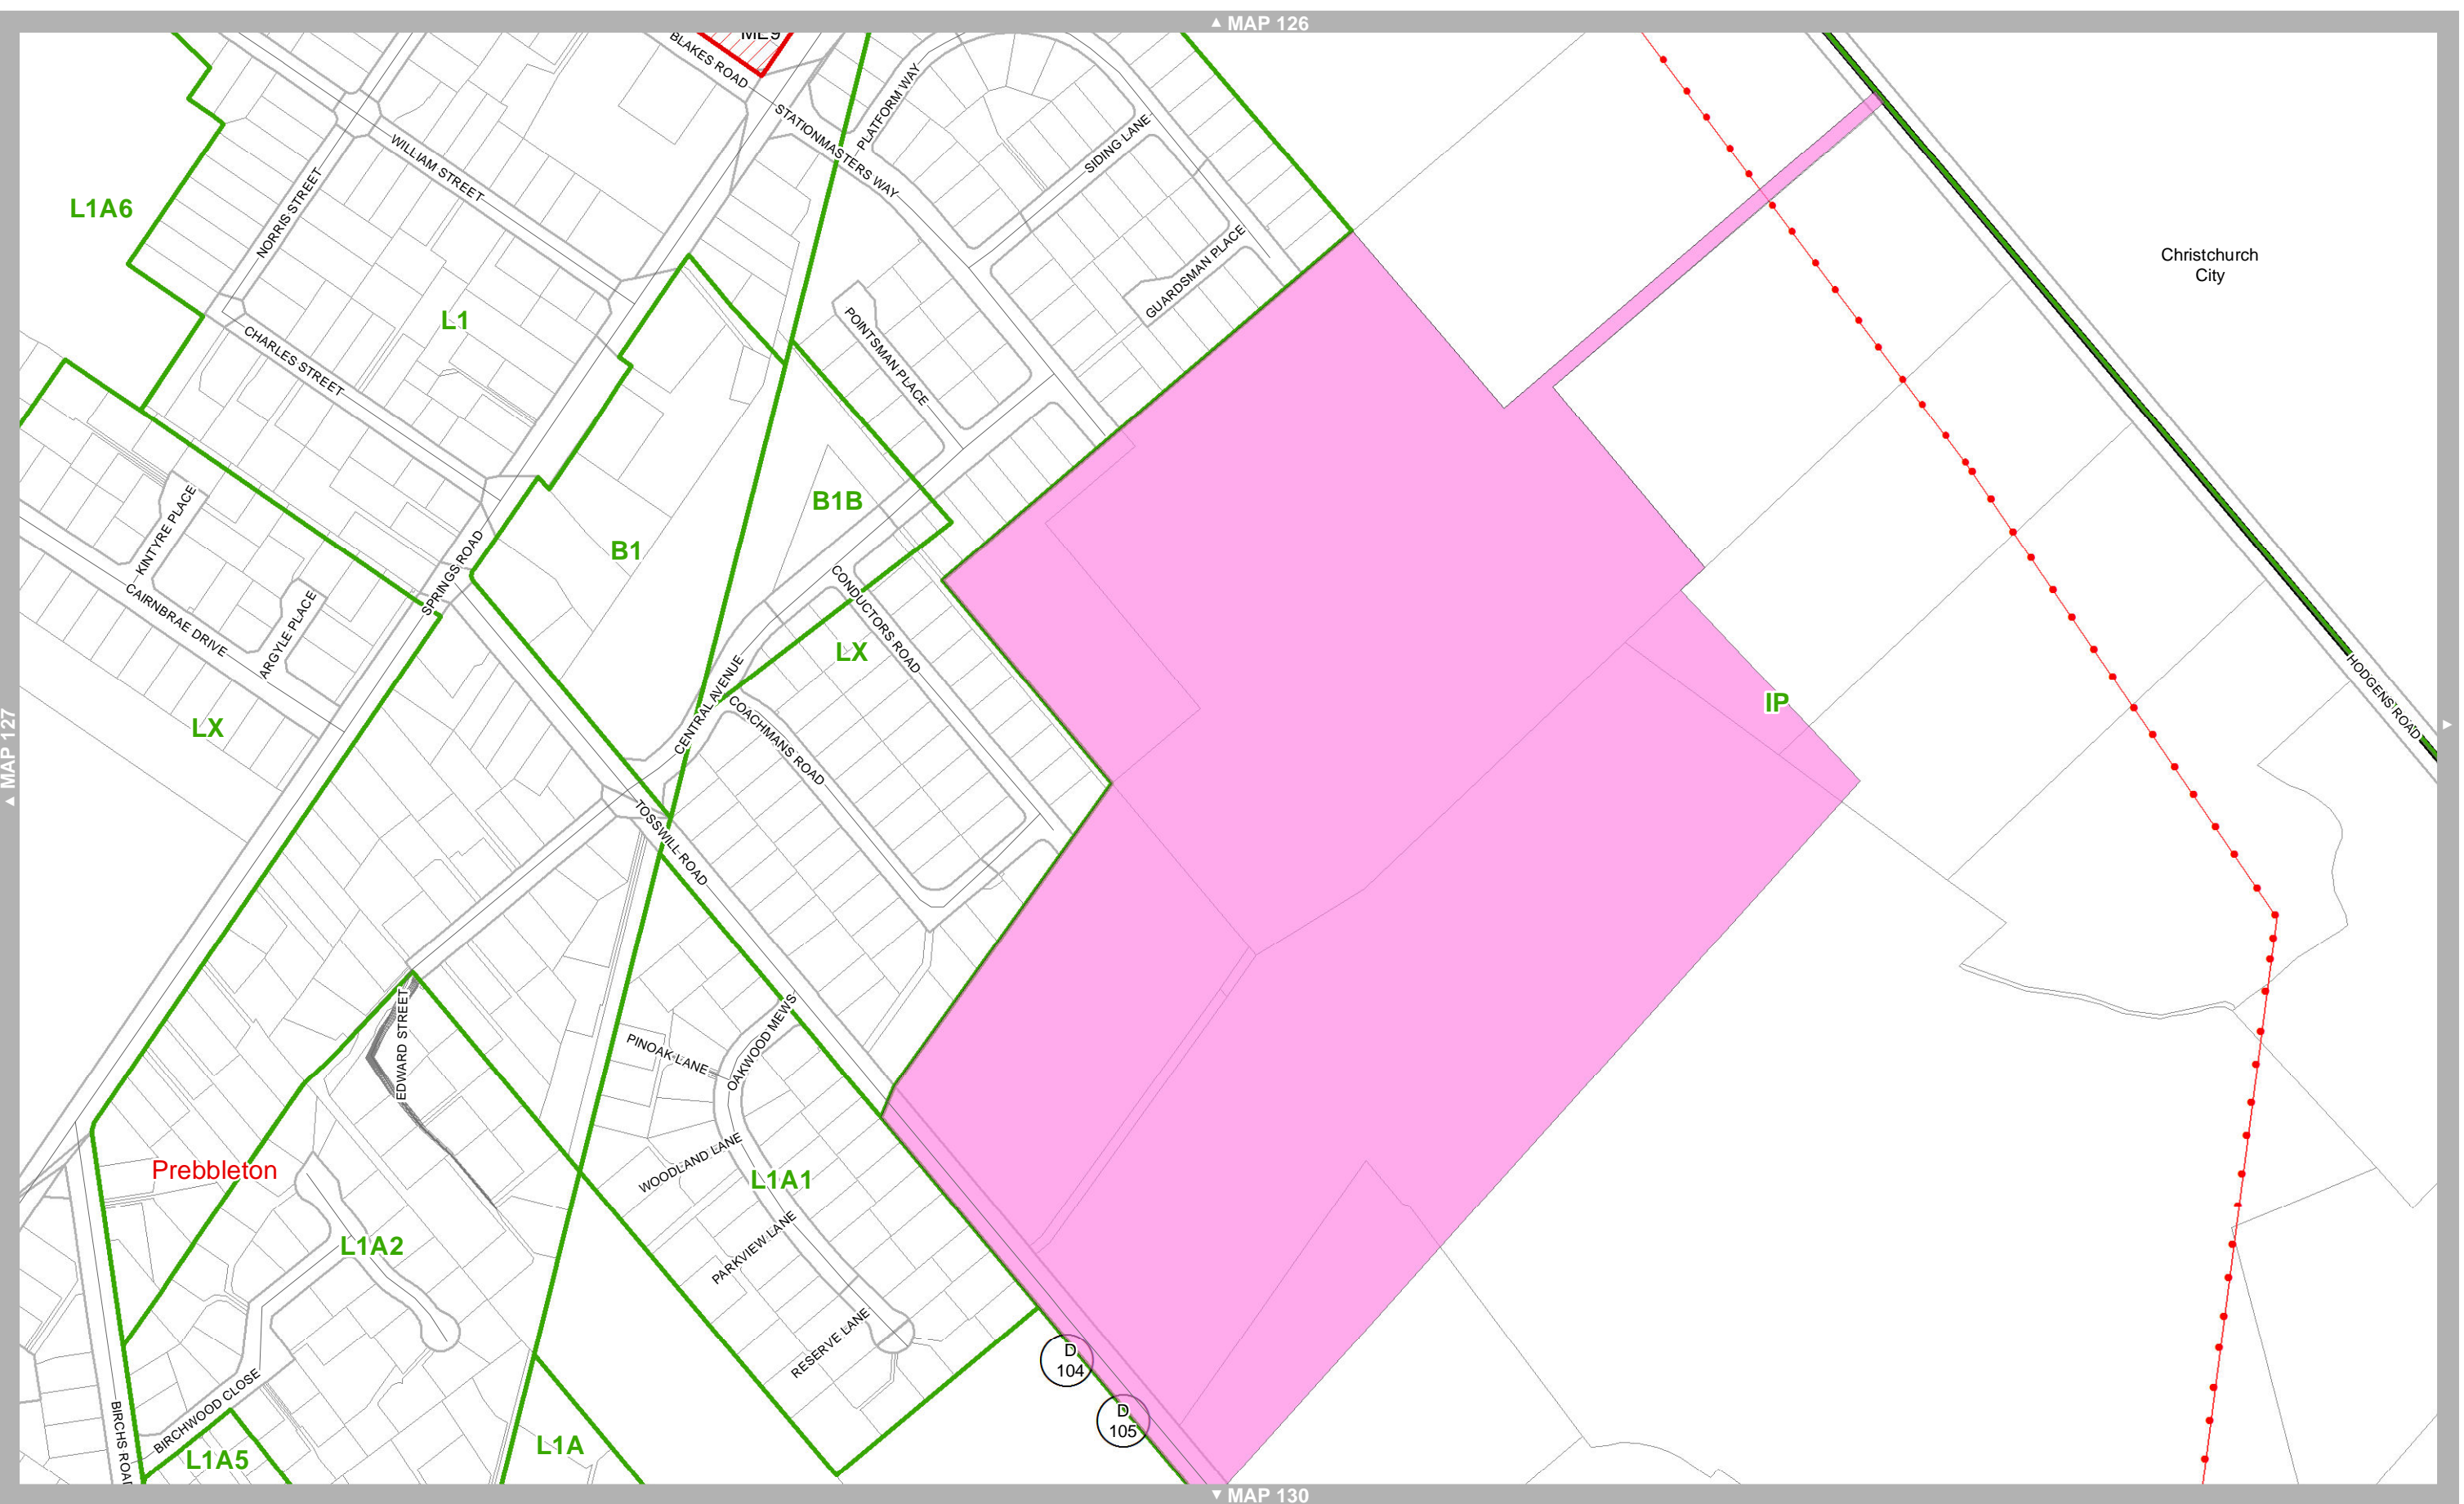 ▲ MAP 126
ME9
BLAKES ROAD
STATIONMASTERS WAY
PLATFORM WAY
SIDING LANE
WILLIAM STREET
NORRIS STREET
L1A6
GUARDSMAN PLACE
Christchurch
City
L1
POINTSMAN PLACE
CHARLES STREET
B1B
B1
KINTYRE PLACE
SPRINGS ROAD
CAIRNBRAE DRIVE
ARGYLE PLACE
CONDUCTORS ROAD
LX
CENTRAL AVENUE
COACHMANS ROAD
LX
IP
HODGENS ROAD
▲ MAP 127
TOSSWILL ROAD
EDWARD STREET
PINOAK LANE
OAKWOOD MEWS
WOODLAND LANE
Prebbleton
L1A1
L1A2
PARKVIEW LANE
RESERVE LANE
D
104
D
105
BIRCHS ROAD
BIRCHWOOD CLOSE
L1A5
L1A
▼ MAP 130